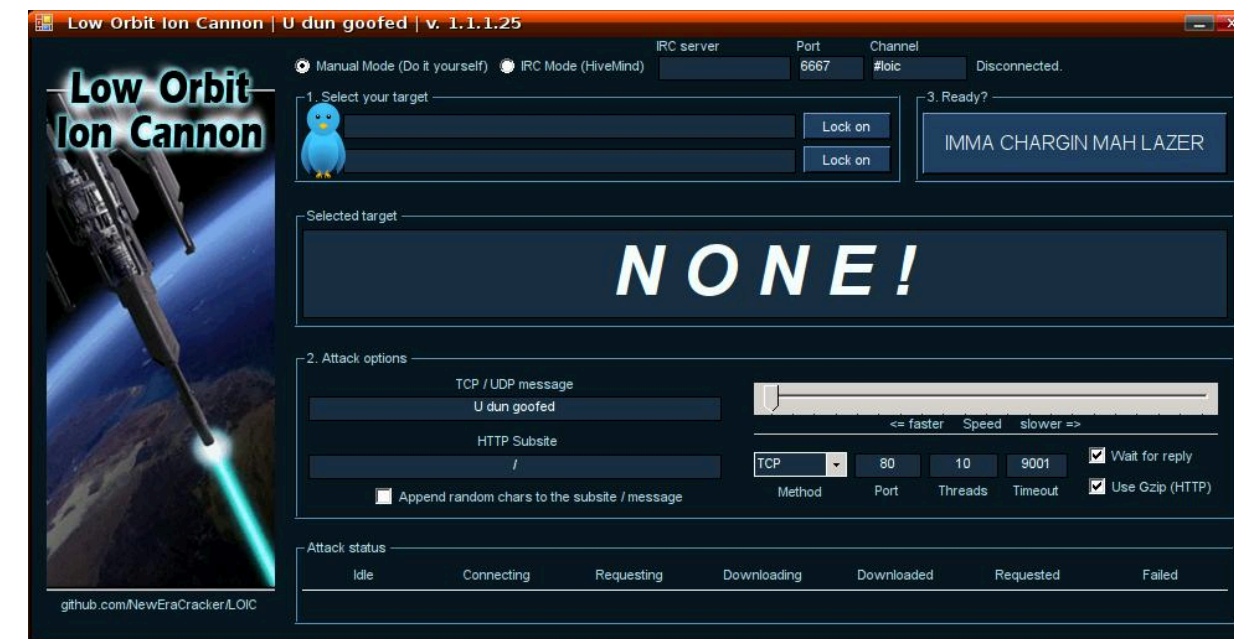 Low Orbit Ion Cannon | U dun goofed | v. 1.1.1.25
Low Orbit
Ion Cannon
github.com/NewEraCracker/LOIC
IRC server Port Channel
Manual Mode (Do it yourself) IRC Mode (HiveMind) 6667 #loic Disconnected.
1. Select your target
Lock on
Lock on
3. Ready?
IMMA CHARGIN MAH LAZER
Selected target
N O N E !
2. Attack options
TCP / UDP message
U dun goofed
HTTP Subsite
/
Append random chars to the subsite / message
<= faster Speed slower =>
TCP 80 10 9001
Method Port Threads Timeout
Wait for reply
Use Gzip (HTTP)
Attack status
Idle Connecting Requesting Downloading Downloaded Requested Failed